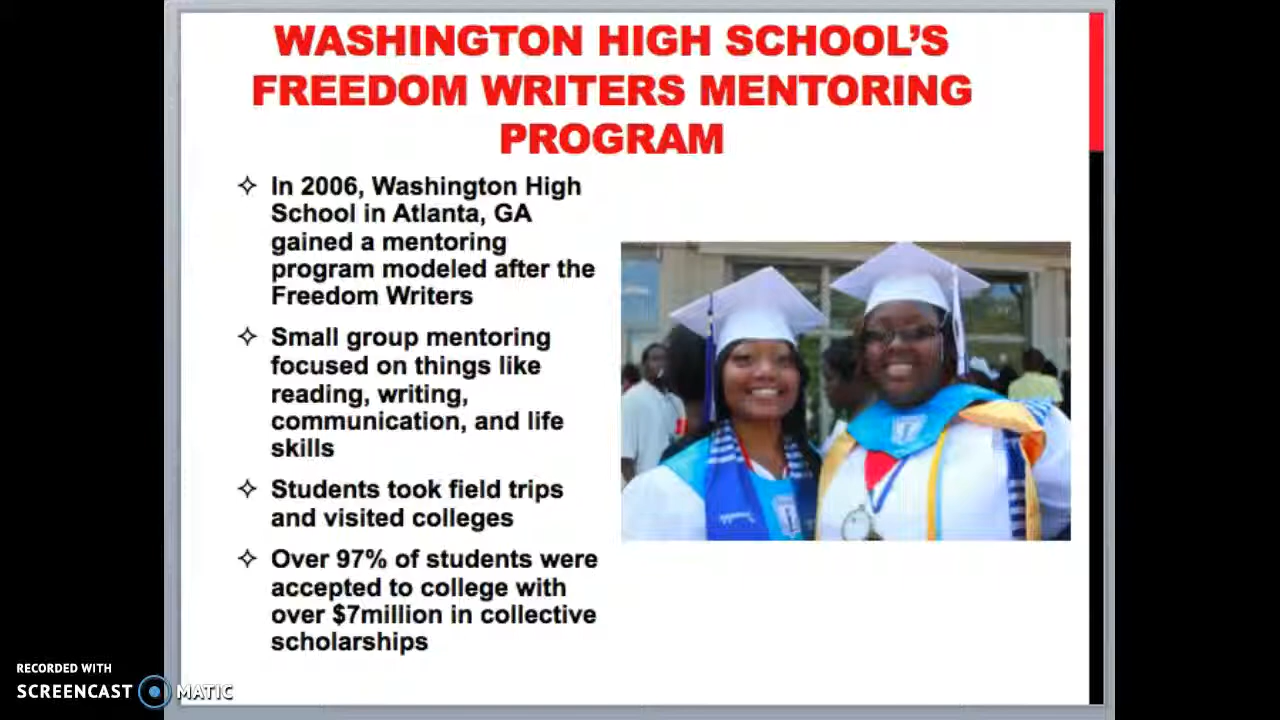 WASHINGTON HIGH SCHOOL’S
FREEDOM WRITERS MENTORING
PROGRAM
In 2006, Washington High
School in Atlanta, GA
gained a mentoring
program modeled after the
Freedom Writers
Small group mentoring
focused on things like
reading, writing,
communication, and life
skills
Students took field trips
and visited colleges
Over 97% of students were
accepted to college with
over $7million in collective
scholarships
RECORDED WITH
SCREENCAST MATIC